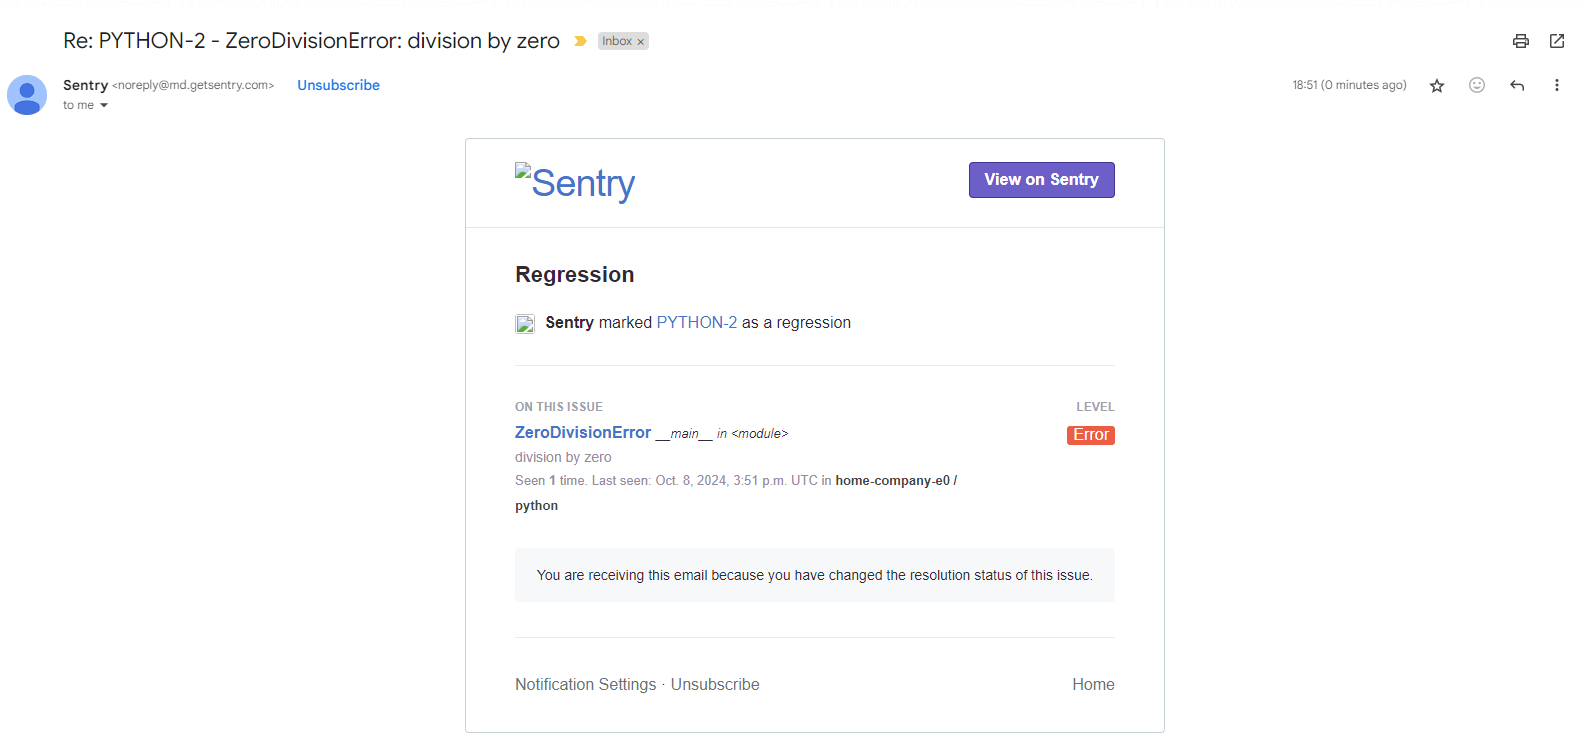 Re: PYTHON-2 - ZeroDivisionError: division by zero Inbox ×
Sentry <noreply@md.getsentry.com> Unsubscribe 18:51 (0 minutes ago)
to me
Sentry View on Sentry
Regression
Sentry marked PYTHON-2 as a regression
ON THIS ISSUE LEVEL
ZeroDivisionError __main__ in <module> Error
division by zero
Seen 1 time. Last seen: Oct. 8, 2024, 3:51 p.m. UTC in home-company-e0 /
python
You are receiving this email because you have changed the resolution status of this issue.
Notification Settings · Unsubscribe Home